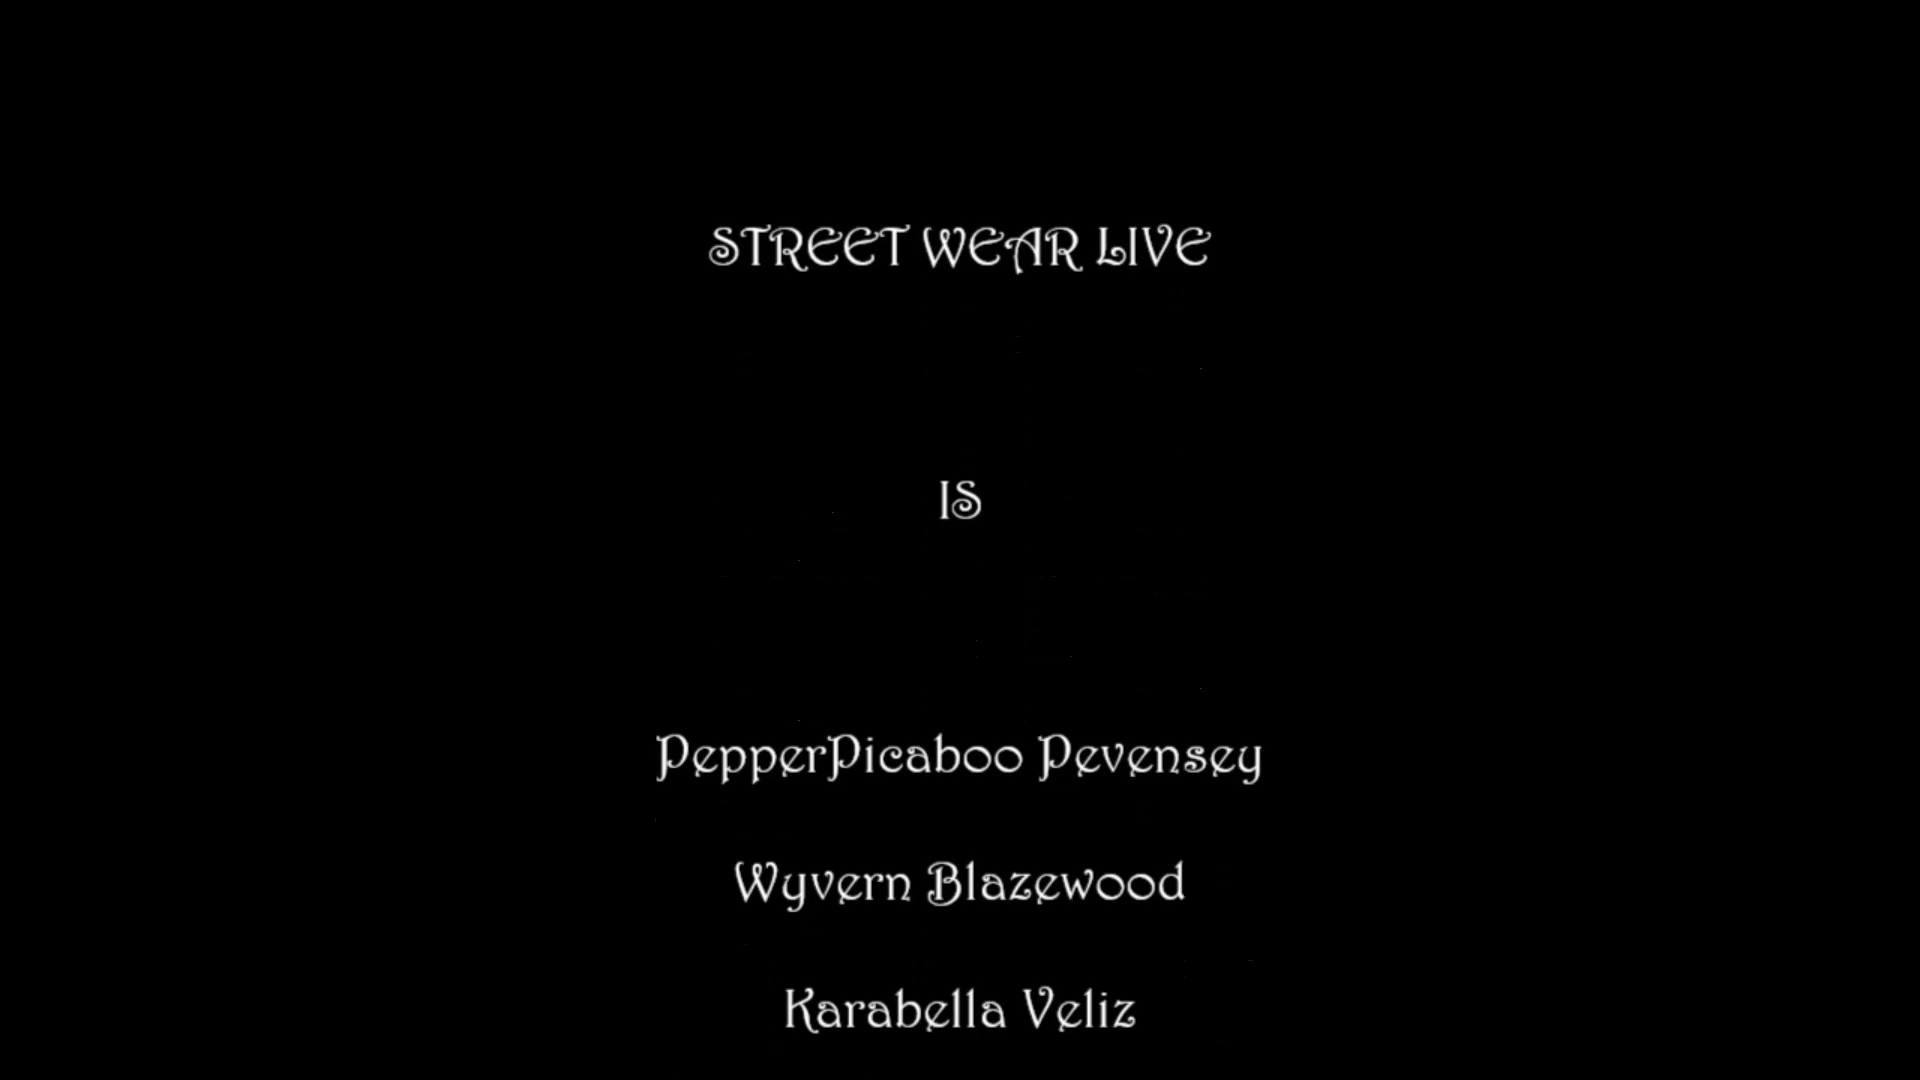 STREET WEAR LIVE
IS
PepperPicaboo Pevensey
Wyvern Blazewood
Karabella Veliz